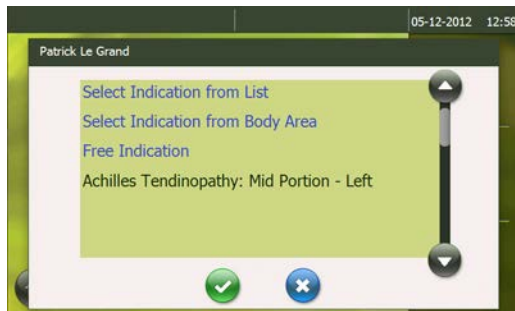 05-12-2012 12:58
Patrick Le Grand
Select Indication from List
Select Indication from Body Area
Free Indication
Achilles Tendinopathy: Mid Portion - Left